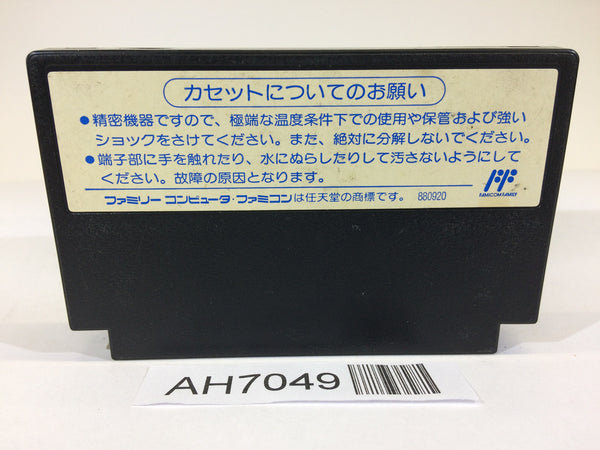 カセットについてのお願い
●精密機器ですので、極端な温度条件下での使用や保管および強い
ショックをさけてください。また、絶対に分解しないでください。
●端子部に手を触れたり、水にぬらしたりして汚さないようにして
ください。故障の原因となります。
ファミリーコンピュータ・ファミコンは任天堂の商標です。 880920
FAMICOM FAMILY
AH7049